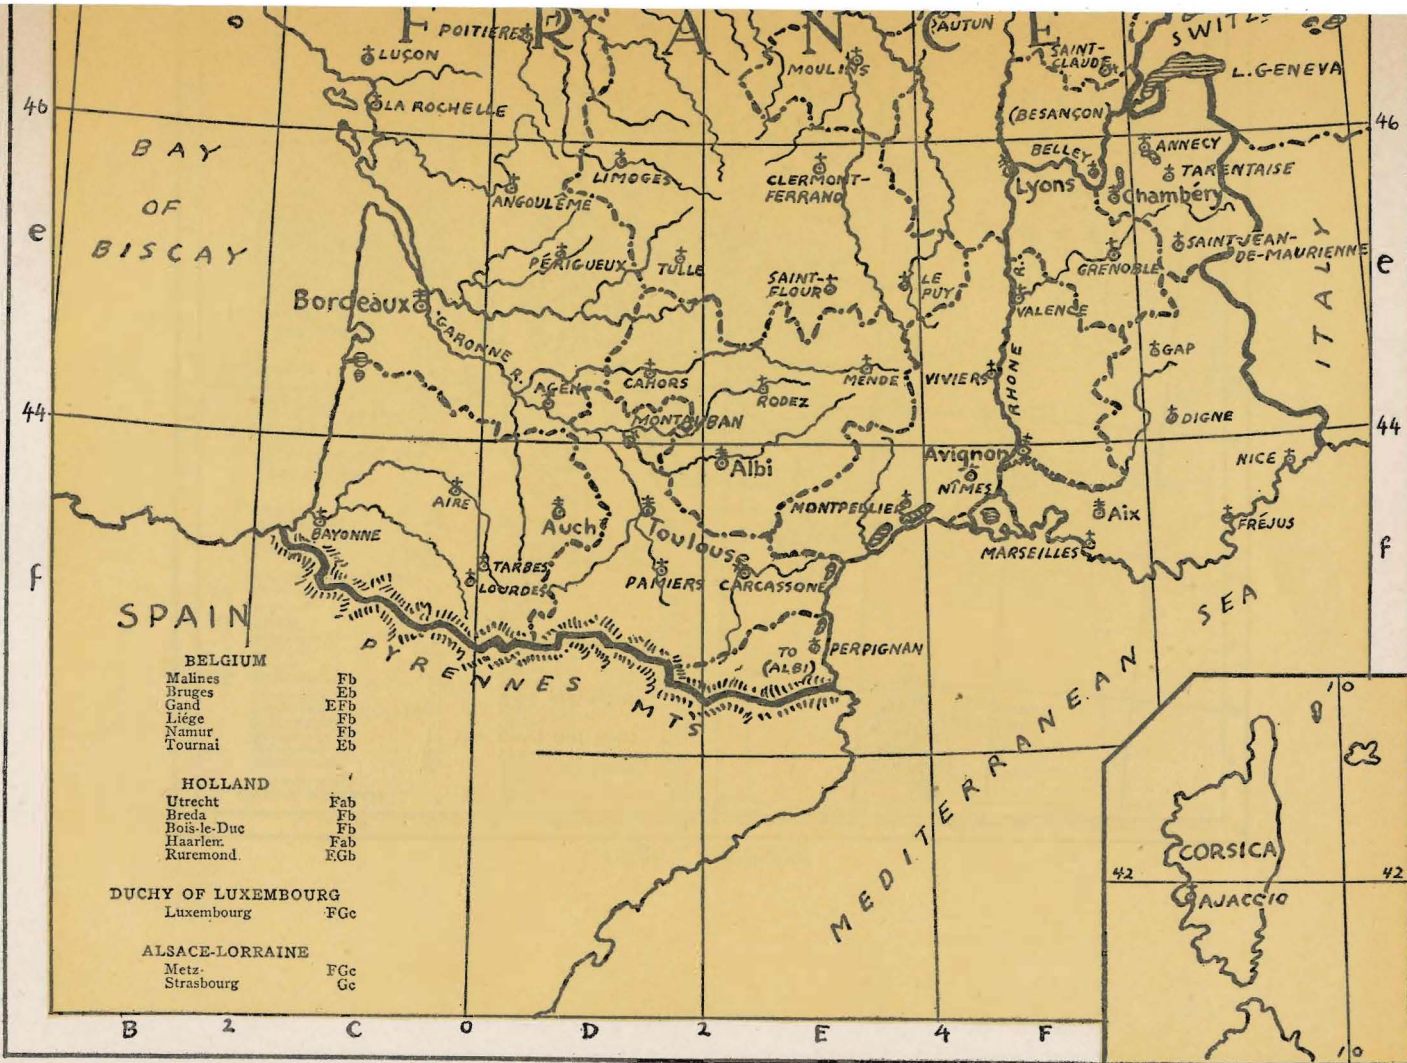 FRANCE
POITIERES
AUTUN
LUÇON
MOULINS
SAINT-
CLAUDE
L. GENEVA
46
LA ROCHELLE
(BESANÇON)
46
BAY
OF
BISCAY
LIMOGES
ANGOULÊME
CLERMONT-
FERRAND
BELLEY
ANNECY
TARENTAISE
Lyons
Chambéry
e
PÉRIGUEUX
TULLE
SAINT-
FLOUR
LE
PUY
GRENOBLE
SAINT-JEAN-
DE-MAURIENNE
e
ITALY
Bordeaux
GARONNE R.
VALENCE
RHONE R.
GAP
AGEN
CAHORS
MENDE
VIVIERS
RODEZ
44
MONTAUBAN
DIGNE
44
Albi
Avignon
NÎMES
NICE
AIRE
Auch
Toulouse
MONTPELLIER
Aix
FRÉJUS
BAYONNE
MARSEILLES
f
TARBES
LOURDES
PAMIERS
CARCASSONE
f
SPAIN
PYRENNES MTS
TO
(ALBI)
PERPIGNAN
MEDITERRANEAN SEA
BELGIUM
Malines Fb
Bruges Eb
Gand EFb
Liége Fb
Namur Fb
Tournai Eb
HOLLAND
Utrecht Fab
Breda Fb
Bois-le-Duc Fb
Haarlem Fab
Ruremond. FGb
DUCHY OF LUXEMBOURG
Luxembourg FGc
ALSACE-LORRAINE
Metz FGc
Strasbourg Gc
10
CORSICA
42 42
AJACCIO
10
B 2 C 0 D 2 E 4 F